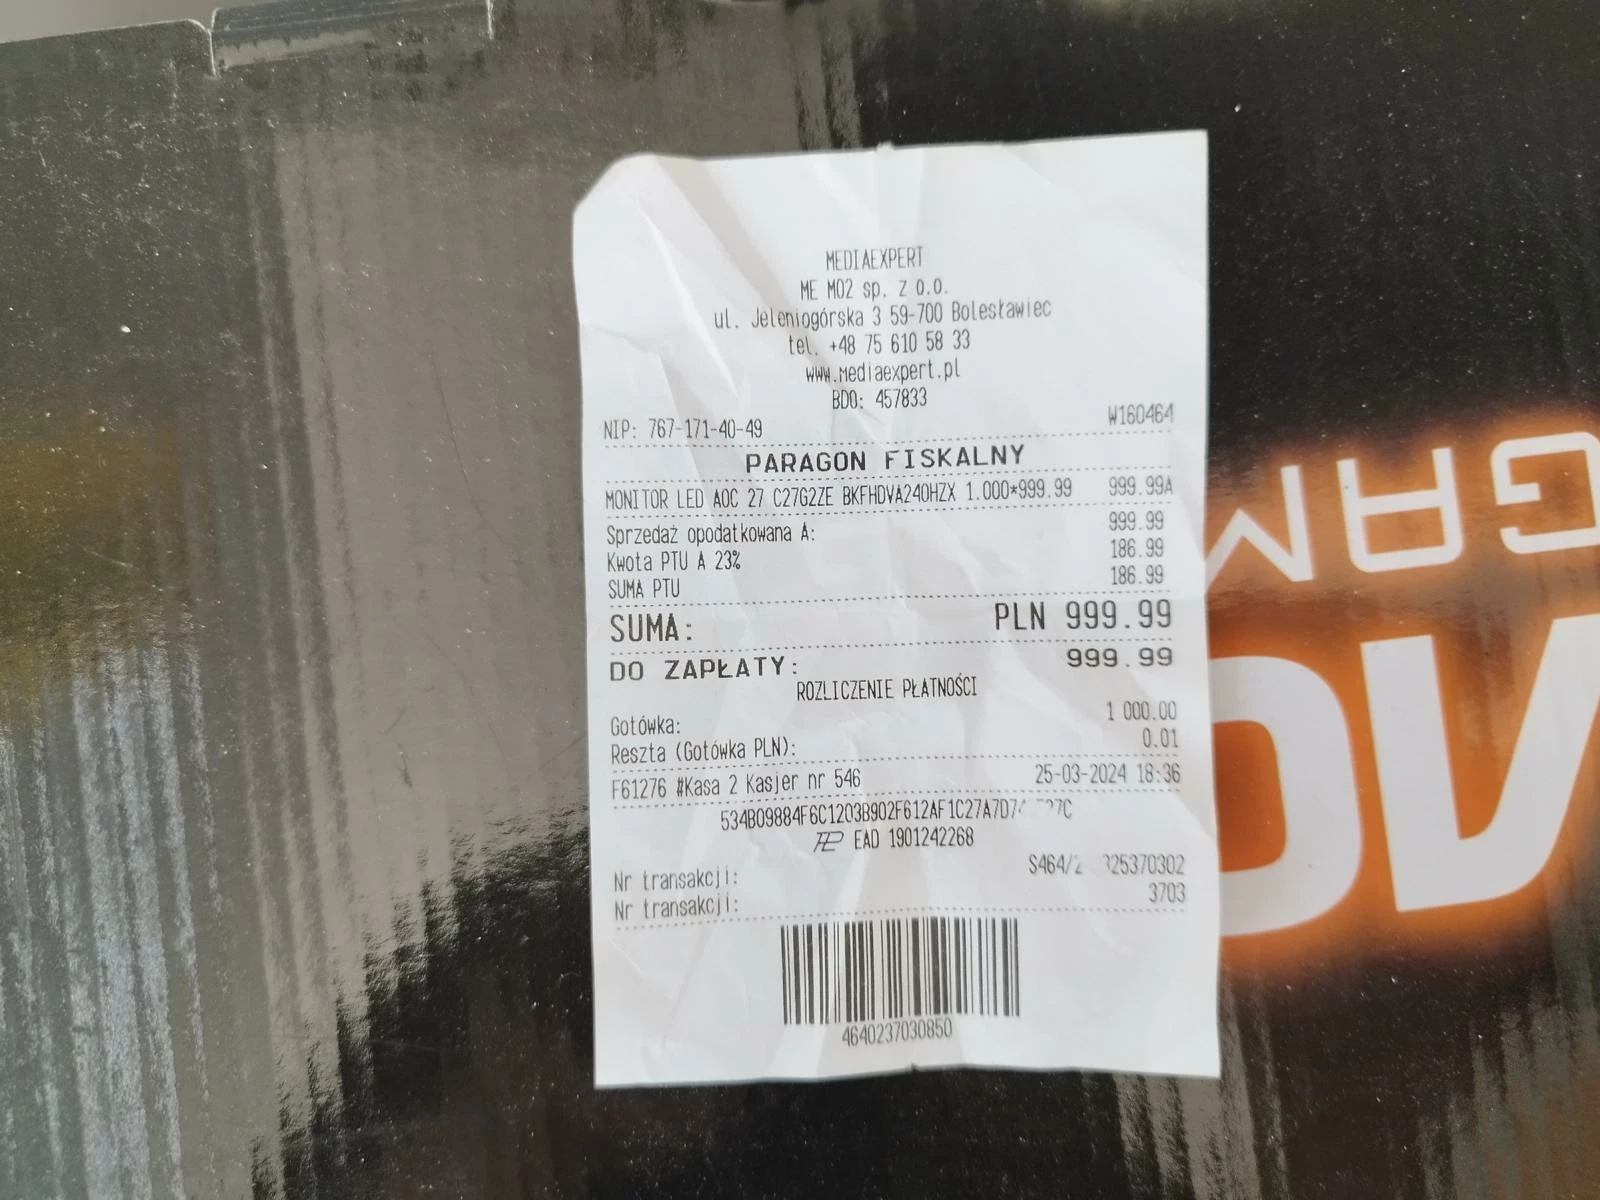 MEDIAEXPERT
ME M02 sp. z o.o.
ul. Jeleniogórska 3 59-700 Bolesławiec
tel. +48 75 610 58 33
www.mediaexpert.pl
BDO: 457833
NIP: 767-171-40-49 W160464
PARAGON FISKALNY
MONITOR LED AOC 27 C27G2ZE BKFHDVA240HZX 1.000*999.99 999.99A
Sprzedaż opodatkowana A: 999.99
Kwota PTU A 23% 186.99
SUMA PTU 186.99
SUMA: PLN 999.99
DO ZAPŁATY: 999.99
ROZLICZENIE PŁATNOŚCI
Gotówka: 1 000.00
Reszta (Gotówka PLN): 0.01
F61276 #Kasa 2 Kasjer nr 546 25-03-2024 18:36
EAD 1901242268
Nr transakcji:
Nr transakcji: 3703
4640237030850
GAM
AO